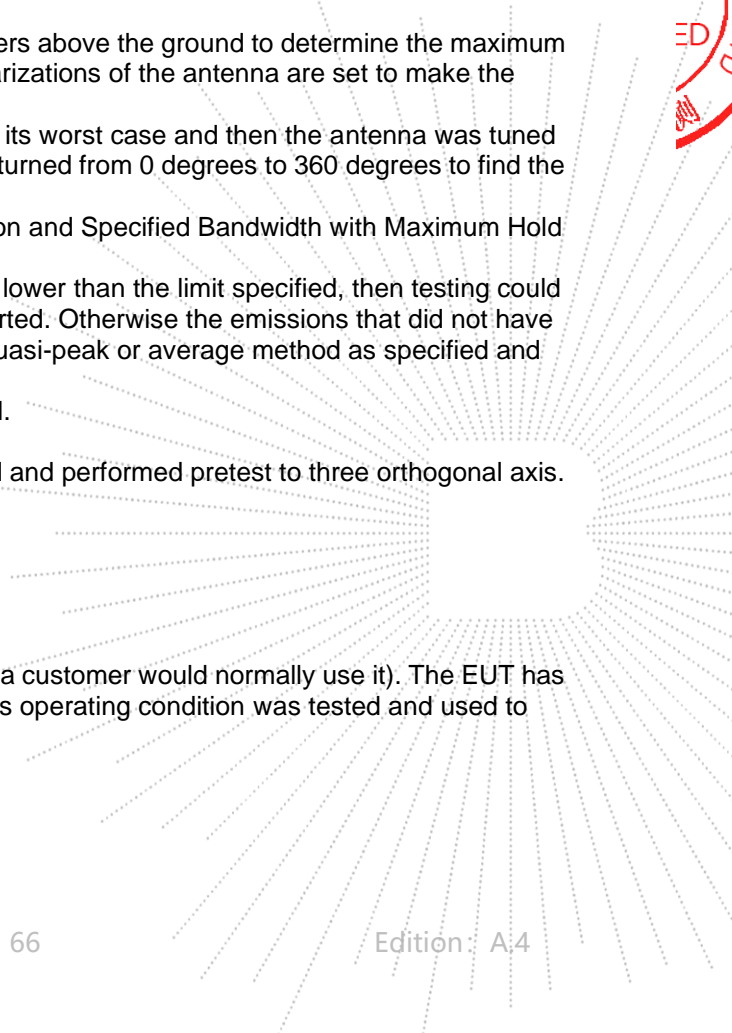 ers above the ground to determine the maximum
arizations of the antenna are set to make the
its worst case and then the antenna was tuned
turned from 0 degrees to 360 degrees to find the
on and Specified Bandwidth with Maximum Hold
lower than the limit specified, then testing could
rted. Otherwise the emissions that did not have
uasi-peak or average method as specified and
l.
l and performed pretest to three orthogonal axis.
a customer would normally use it). The EUT has
s operating condition was tested and used to
66 Edition: A.4
ED